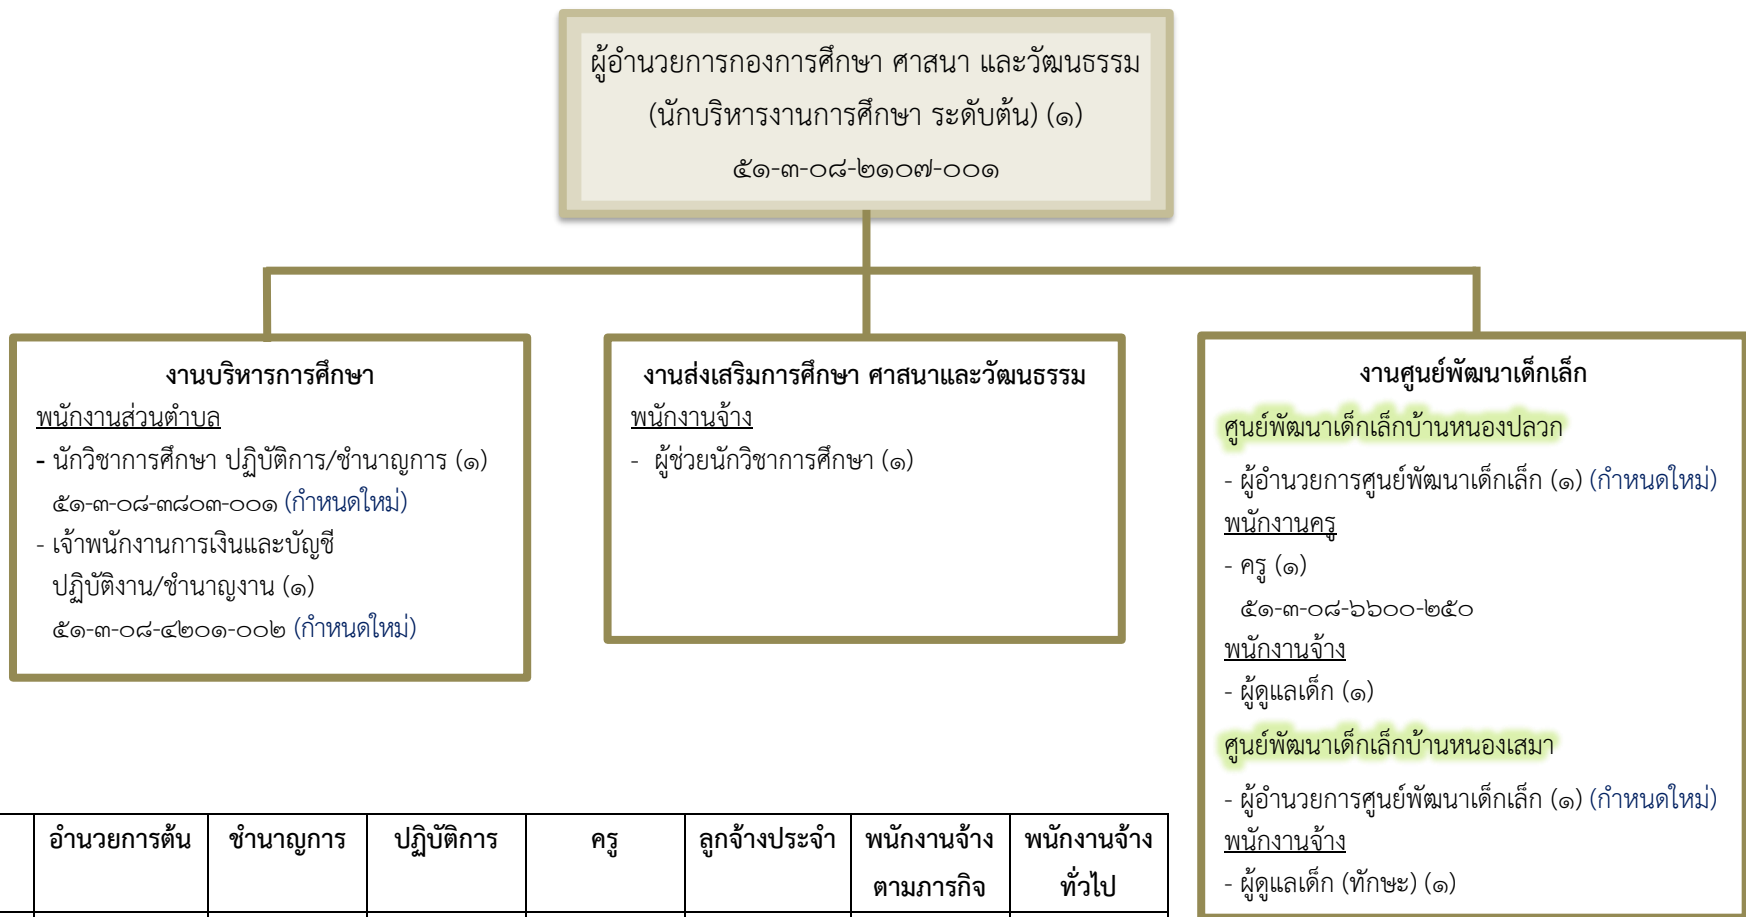 ผู้อำนวยการกองการศึกษา ศาสนา และวัฒนธรรม
(นักบริหารงานการศึกษา ระดับต้น) (๑)
๕๑-๓-๐๘-๒๑๐๗-๐๐๑
งานบริหารการศึกษา
พนักงานส่วนตำบล
- นักวิชาการศึกษา ปฏิบัติการ/ชำนาญการ (๑)
๕๑-๓-๐๘-๓๘๐๓-๐๐๑ (กำหนดใหม่)
- เจ้าพนักงานการเงินและบัญชี
ปฏิบัติงาน/ชำนาญงาน (๑)
๕๑-๓-๐๘-๔๒๐๑-๐๐๒ (กำหนดใหม่)
งานส่งเสริมการศึกษา ศาสนาและวัฒนธรรม
พนักงานจ้าง
- ผู้ช่วยนักวิชาการศึกษา (๑)
งานศูนย์พัฒนาเด็กเล็ก
ศูนย์พัฒนาเด็กเล็กบ้านหนองปลวก
- ผู้อำนวยการศูนย์พัฒนาเด็กเล็ก (๑) (กำหนดใหม่)
พนักงานครู
- ครู (๑)
๕๑-๓-๐๘-๖๖๐๐-๒๕๐
พนักงานจ้าง
- ผู้ดูแลเด็ก (๑)
ศูนย์พัฒนาเด็กเล็กบ้านหนองเสมา
- ผู้อำนวยการศูนย์พัฒนาเด็กเล็ก (๑) (กำหนดใหม่)
พนักงานจ้าง
- ผู้ดูแลเด็ก (ทักษะ) (๑)
อำนวยการต้น ชำนาญการ ปฏิบัติการ ครู ลูกจ้างประจำ พนักงานจ้าง พนักงานจ้าง
ตามภารกิจ ทั่วไป